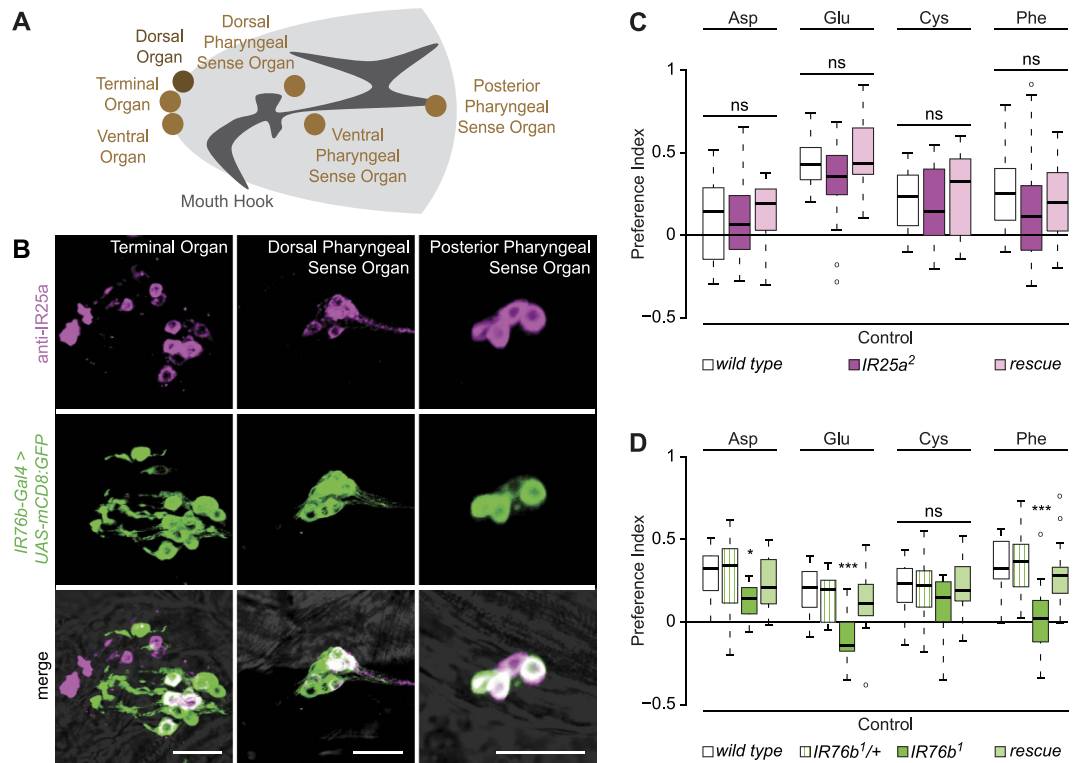 A
Dorsal
Organ
Dorsal
Pharyngeal
Sense Organ
Terminal
Organ
Ventral
Organ
Posterior
Pharyngeal
Sense Organ
Ventral
Pharyngeal
Sense Organ
Mouth Hook
B
Terminal Organ
Dorsal Pharyngeal
Sense Organ
Posterior Pharyngeal
Sense Organ
anti-IR25a
IR76b-Gal4 >
UAS-mCD8:GFP
merge
C
Asp
Glu
Cys
Phe
ns
ns
ns
ns
Preference Index
1
0.5
0
−0.5
Control
wild type
IR25a²
rescue
D
Asp
Glu
Cys
Phe
*
***
ns
***
Preference Index
1
0.5
0
−0.5
Control
wild type
IR76b¹/+
IR76b¹
rescue